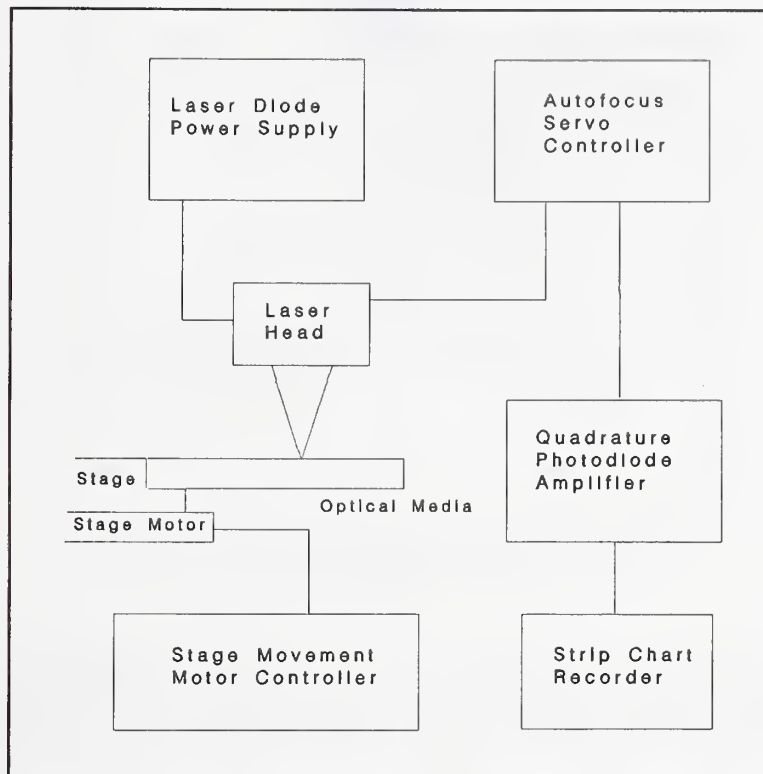 Laser Diode
Power Supply
Autofocus
Servo
Controller
Laser
Head
Quadrature
Photodiode
Amplifier
Stage
Optical Media
Stage Motor
Stage Movement
Motor Controller
Strip Chart
Recorder